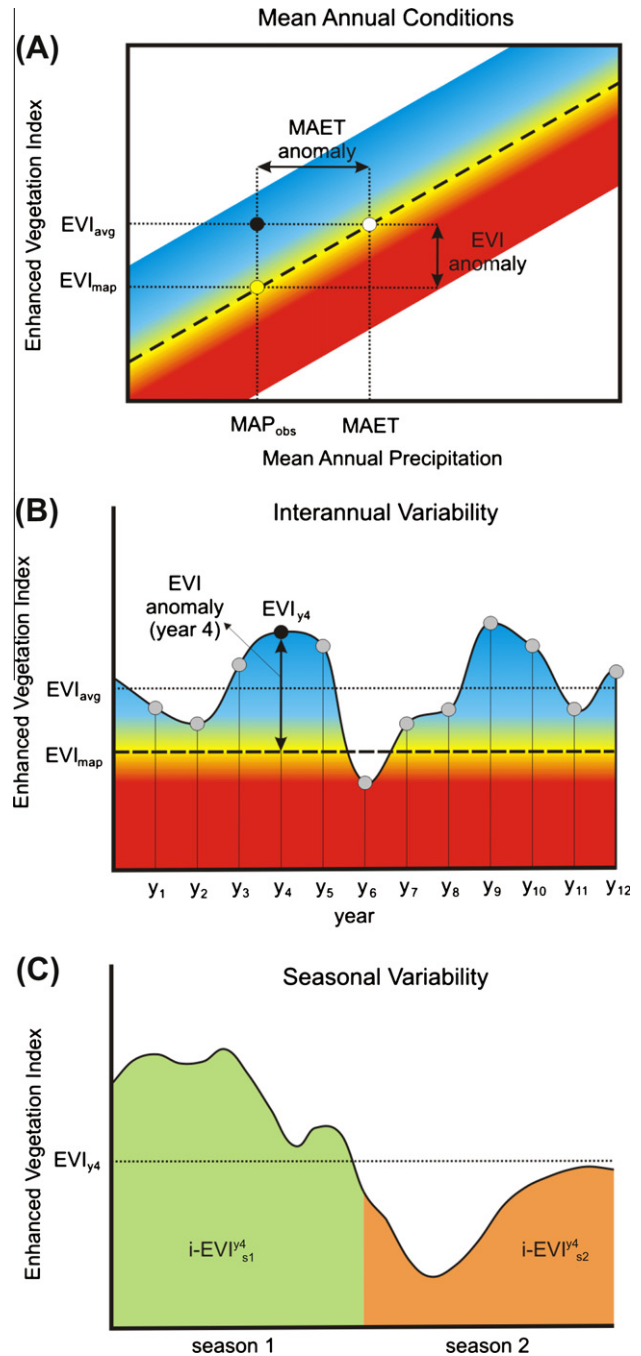 Mean Annual Conditions
(A)
Enhanced Vegetation Index
MAET
anomaly
EVIavg
EVI
anomaly
EVImap
MAPobs
MAET
Mean Annual Precipitation
(B)
Interannual Variability
Enhanced Vegetation Index
EVI
anomaly
(year 4)
EVIy4
EVIavg
EVImap
y1 y2 y3 y4 y5 y6 y7 y8 y9 y10 y11 y12
year
(C)
Seasonal Variability
Enhanced Vegetation Index
EVIy4
i-EVIy4s1
i-EVIy4s2
season 1
season 2